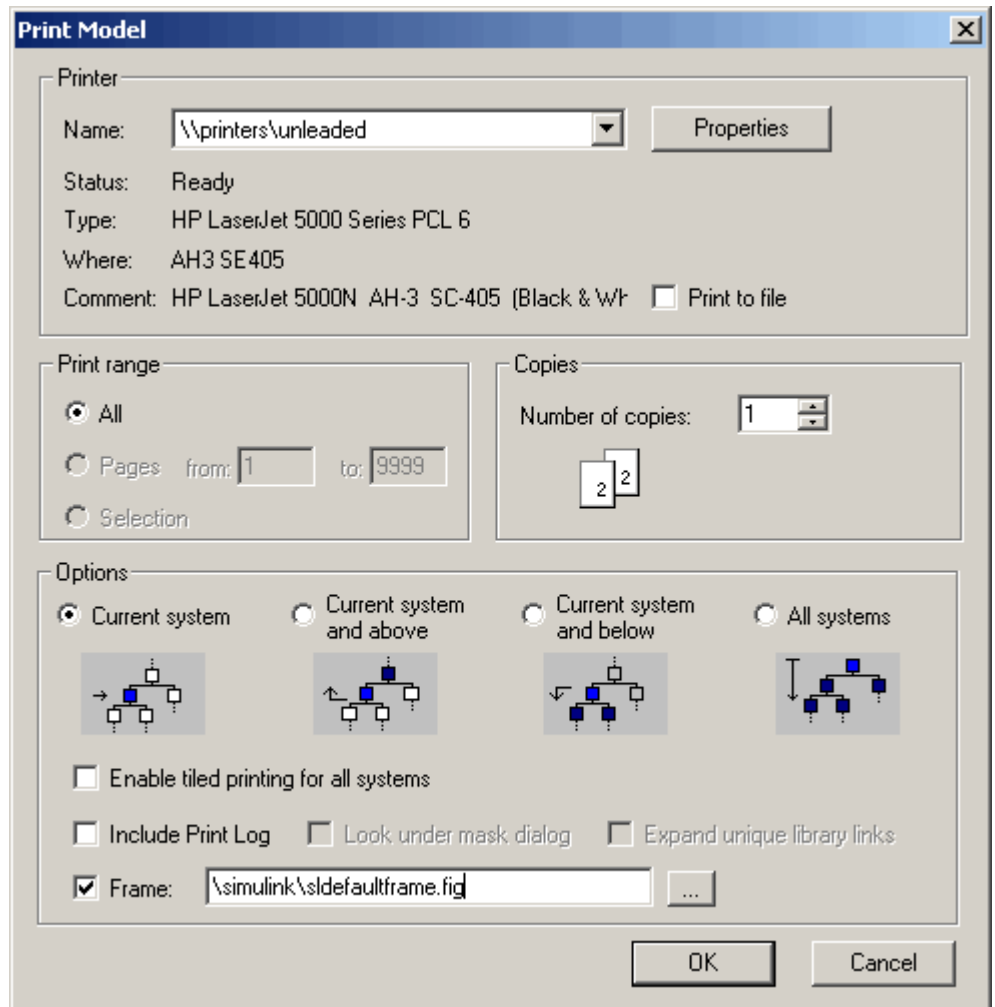 Print Model
Printer
Name: \\printers\unleaded Properties
Status: Ready
Type: HP LaserJet 5000 Series PCL 6
Where: AH3 SE405
Comment: HP LaserJet 5000N AH-3 SC-405 (Black & Wh Print to file
Print range
All
Pages from: 1 to: 9999
Selection
Copies
Number of copies: 1
2 2
Options
Current system
Current system
and above
Current system
and below
All systems
Enable tiled printing for all systems
Include Print Log Look under mask dialog Expand unique library links
Frame: \simulink\sldefaultframe.fig ...
OK Cancel